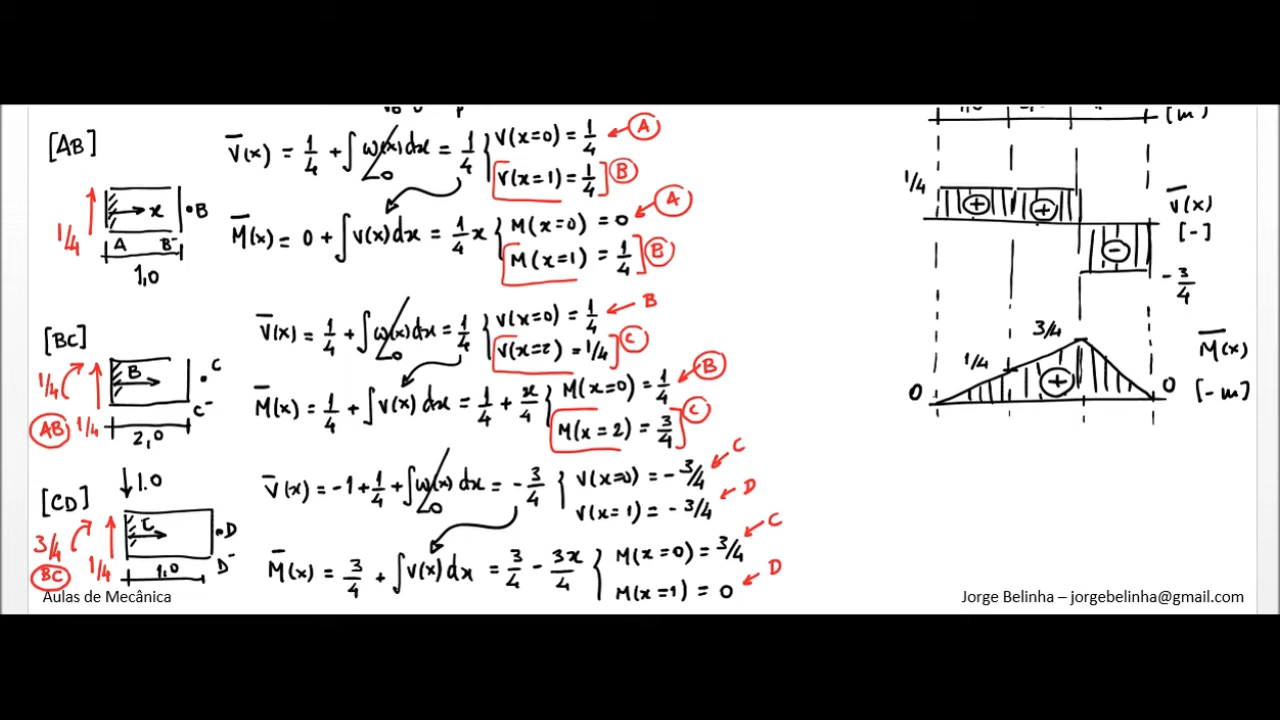 [AB]
V̄(x) = 1/4 + ∫ω(x)dx = 1/4 { V(x=0) = 1/4 ← A
0
V(x=1) = 1/4 ] B
1/4
x
B
A B⁻
1,0
M̄(x) = 0 + ∫V(x)dx = 1/4 x { M(x=0) = 0 ← A
M(x=1) = 1/4 ] B
[BC]
V̄(x) = 1/4 + ∫ω(x)dx = 1/4 { V(x=0) = 1/4 ← B
0
V(x=2) = 1/4 ] C
1/4
B
C
C⁻
AB
1/4
2,0
M̄(x) = 1/4 + ∫V(x)dx = 1/4 + x/4 { M(x=0) = 1/4 ← B
M(x=2) = 3/4 ] C
[CD]
1.0
V̄(x) = -1 + 1/4 + ∫ω(x)dx = -3/4 { V(x=0) = -3/4 ← C
0
V(x=1) = -3/4 ← D
3/4
C
D
D⁻
BC
1/4
1,0
M̄(x) = 3/4 + ∫V(x)dx = 3/4 - 3x/4 { M(x=0) = 3/4 ← C
M(x=1) = 0 ← D
[m]
1/4
+
+
V̄(x)
[-]
-
-3/4
3/4
1/4
M̄(x)
0
+
0
[-m]
Aulas de Mecânica
Jorge Belinha – jorgebelinha@gmail.com